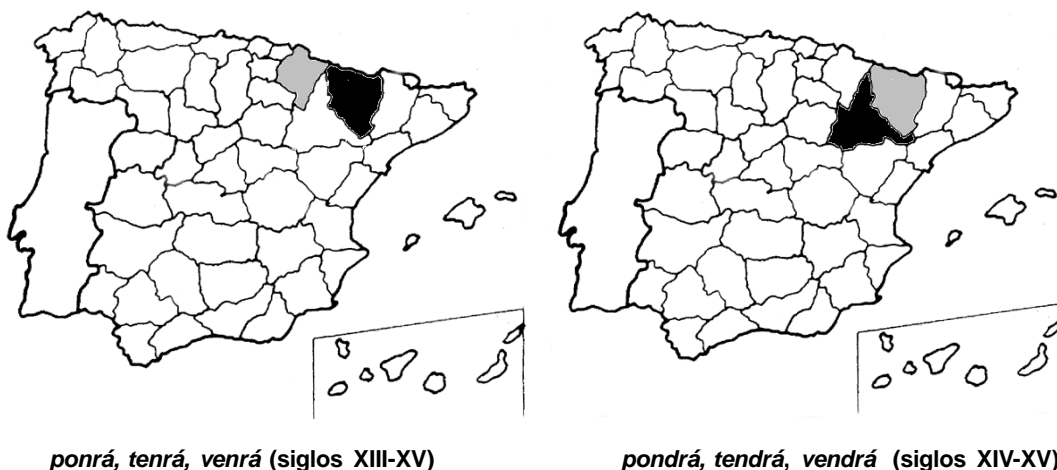 ponrá, tenrá, venrá (siglos XIII-XV)
pondrá, tendrá, vendrá (siglos XIV-XV)